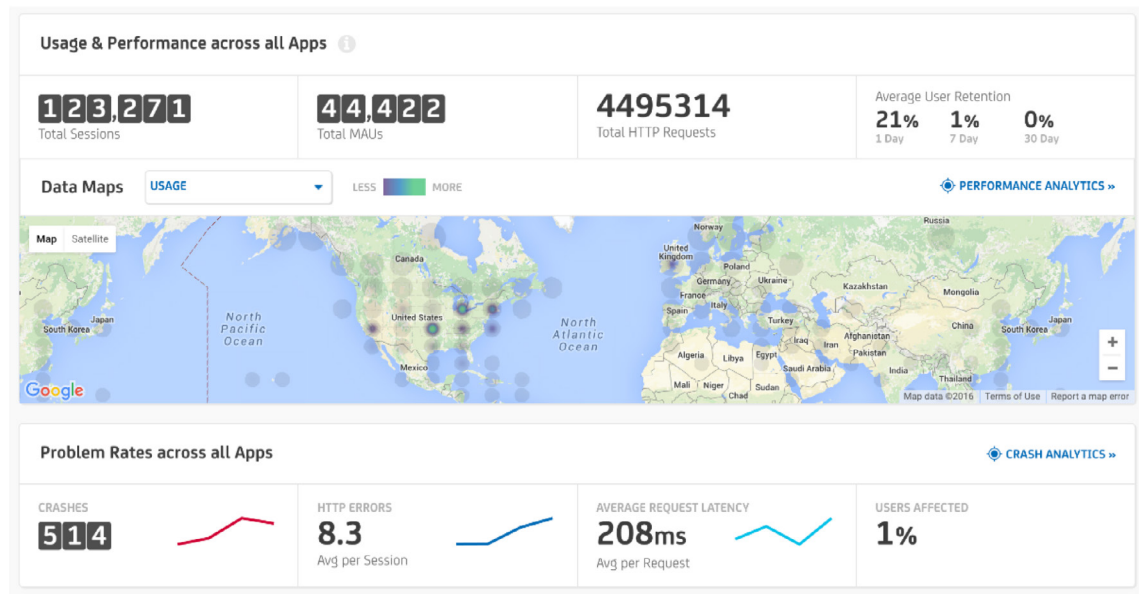 Usage & Performance across all Apps
123,271
Total Sessions
44,422
Total MAUs
4495314
Total HTTP Requests
Average User Retention
21% 1% 0%
1 Day 7 Day 30 Day
Data Maps
USAGE
LESS MORE
PERFORMANCE ANALYTICS »
Map Satellite
Russia
Norway
Canada
United
Kingdom
Poland
Germany
Ukraine
Kazakhstan
Mongolia
France
Italy
Spain
Turkey
Japan
South Korea
North
Pacific
Ocean
United States
North
Atlantic
Ocean
Mexico
Algeria
Libya
Egypt
Iraq
Iran
Afghanistan
Pakistan
Saudi Arabia
China
South Korea
Japan
India
Thailand
Mali
Niger
Chad
Sudan
+
−
Google
Map data ©2016 Terms of Use Report a map error
Problem Rates across all Apps
CRASH ANALYTICS »
CRASHES
514
HTTP ERRORS
8.3
Avg per Session
AVERAGE REQUEST LATENCY
208ms
Avg per Request
USERS AFFECTED
1%